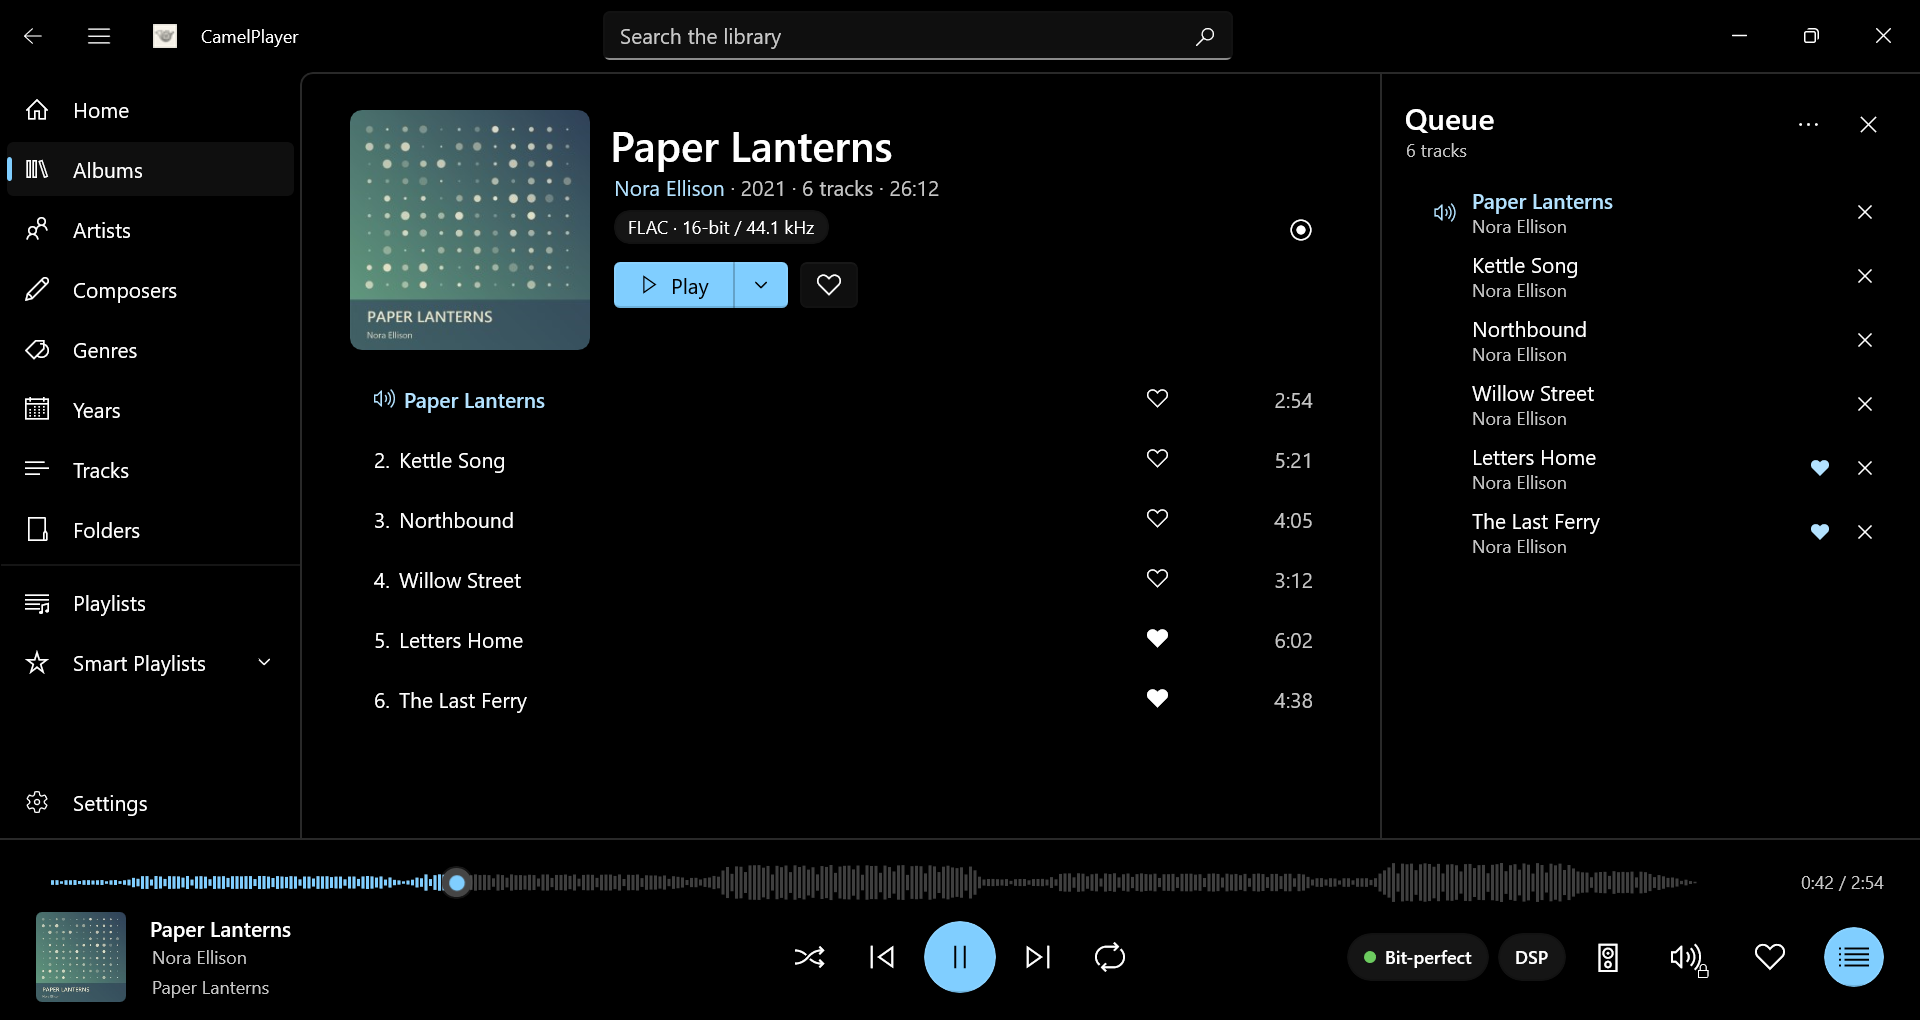 CamelPlayer
Search the library
Home
Albums
Artists
Composers
Genres
Years
Tracks
Folders
Playlists
Smart Playlists
Settings
PAPER LANTERNS
Nora Ellison
Paper Lanterns
Nora Ellison · 2021 · 6 tracks · 26:12
FLAC · 16-bit / 44.1 kHz
Play
Paper Lanterns 2:54
2. Kettle Song 5:21
3. Northbound 4:05
4. Willow Street 3:12
5. Letters Home 6:02
6. The Last Ferry 4:38
Queue
6 tracks
Paper Lanterns
Nora Ellison
Kettle Song
Nora Ellison
Northbound
Nora Ellison
Willow Street
Nora Ellison
Letters Home
Nora Ellison
The Last Ferry
Nora Ellison
0:42 / 2:54
PAPER LANTERNS
Paper Lanterns
Nora Ellison
Paper Lanterns
Bit-perfect
DSP